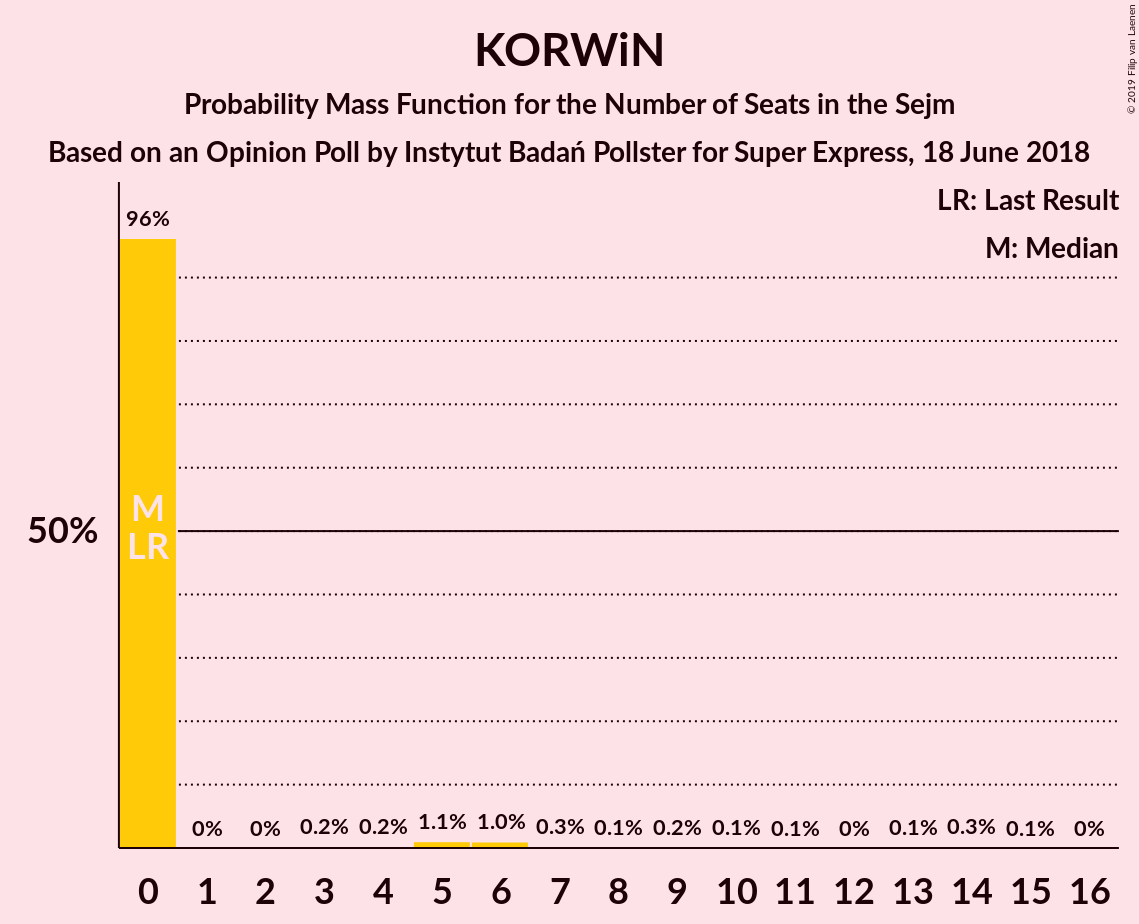 KORWiN
Probability Mass Function for the Number of Seats in the Sejm
Based on an Opinion Poll by Instytut Badań Pollster for Super Express, 18 June 2018
© 2019 Filip van Laenen
LR: Last Result
M: Median
96%
M
LR
50%
0% 0% 0.2% 0.2% 1.1% 1.0% 0.3% 0.1% 0.2% 0.1% 0.1% 0% 0.1% 0.3% 0.1% 0%
0 1 2 3 4 5 6 7 8 9 10 11 12 13 14 15 16